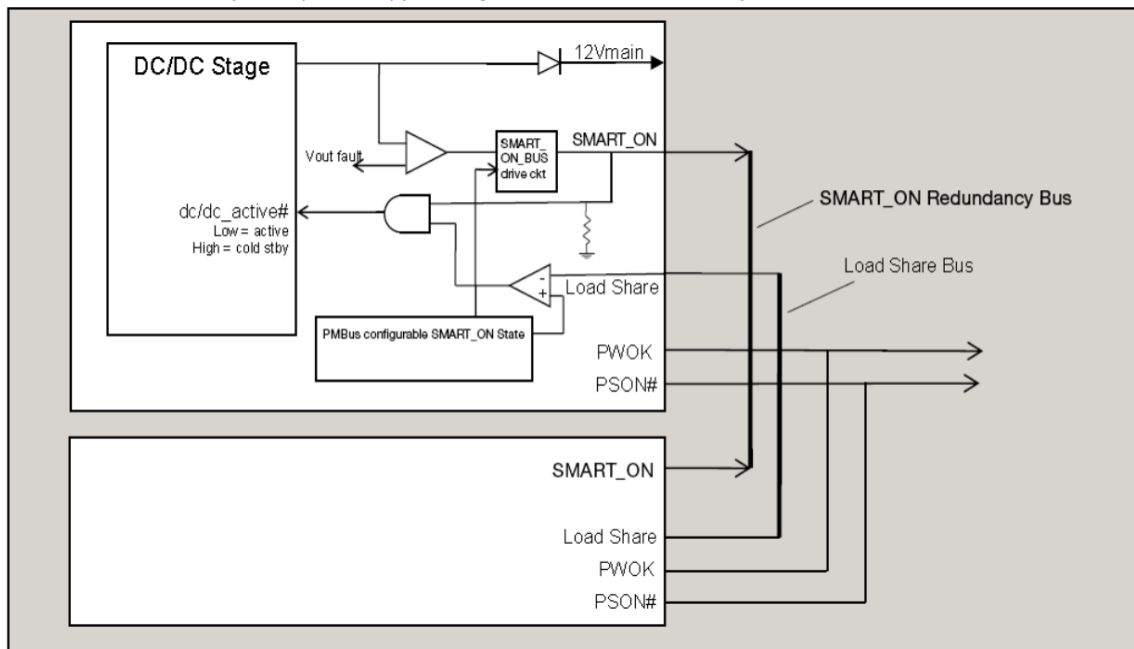 DC/DC Stage
12Vmain
Vout fault
SMART_
ON_BUS
drive ckt
SMART_ON
dc/dc_active#
Low = active
High = cold stby
-
+
Load Share
PMBus configurable SMART_ON State
PWOK
PSON#
SMART_ON Redundancy Bus
Load Share Bus
SMART_ON
Load Share
PWOK
PSON#